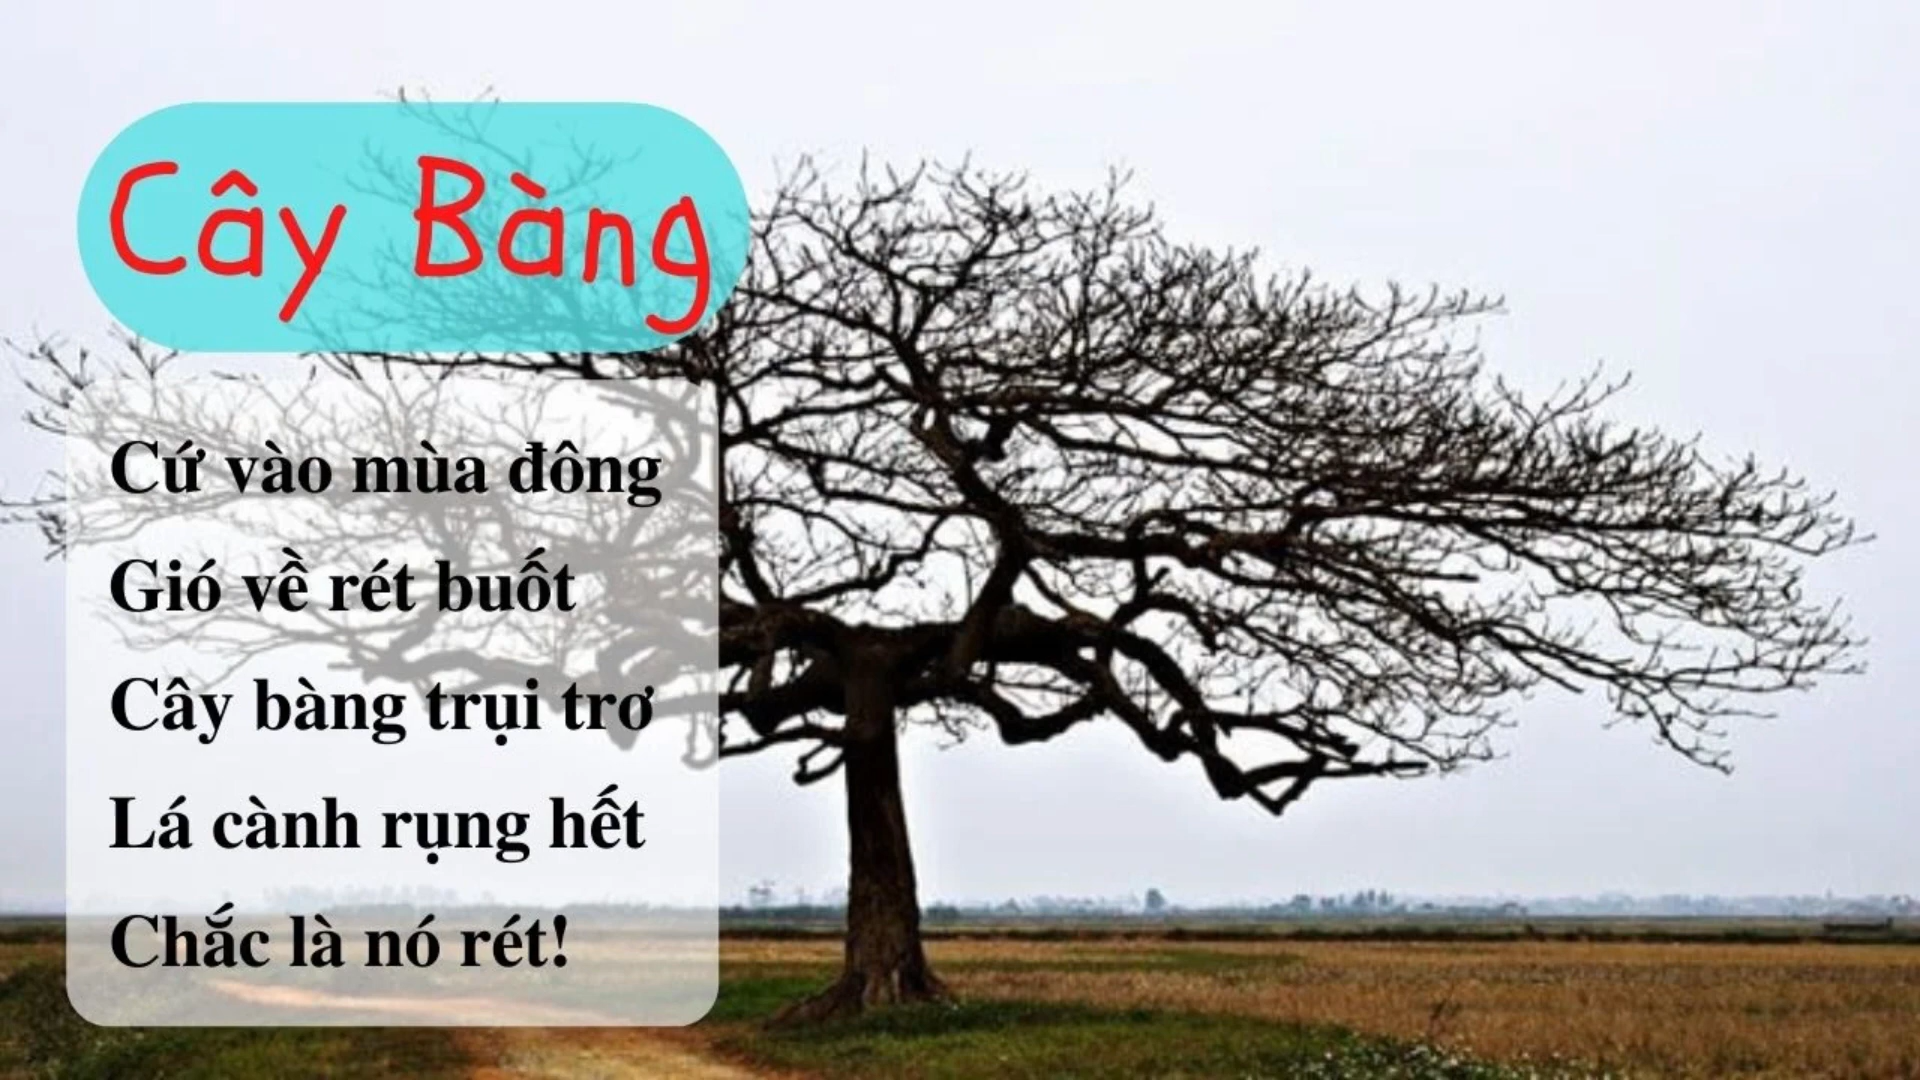 Cây Bàng
Cứ vào mùa đông
Gió về rét buốt
Cây bàng trụi trơ
Lá cành rụng hết
Chắc là nó rét!